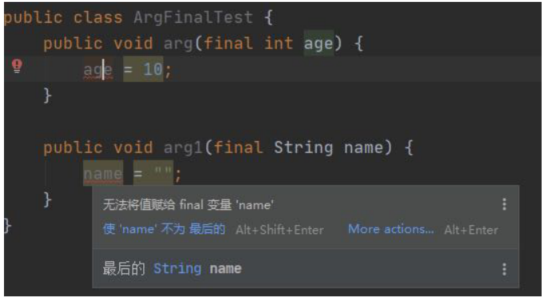 public class ArgFinalTest {
public void arg(final int age) {
age = 10;
}
public void arg1(final String name) {
name = "";
}
无法将值赋给 final 变量 'name'
使 'name' 不为 最后的 Alt+Shift+Enter More actions... Alt+Enter
最后的 String name
}